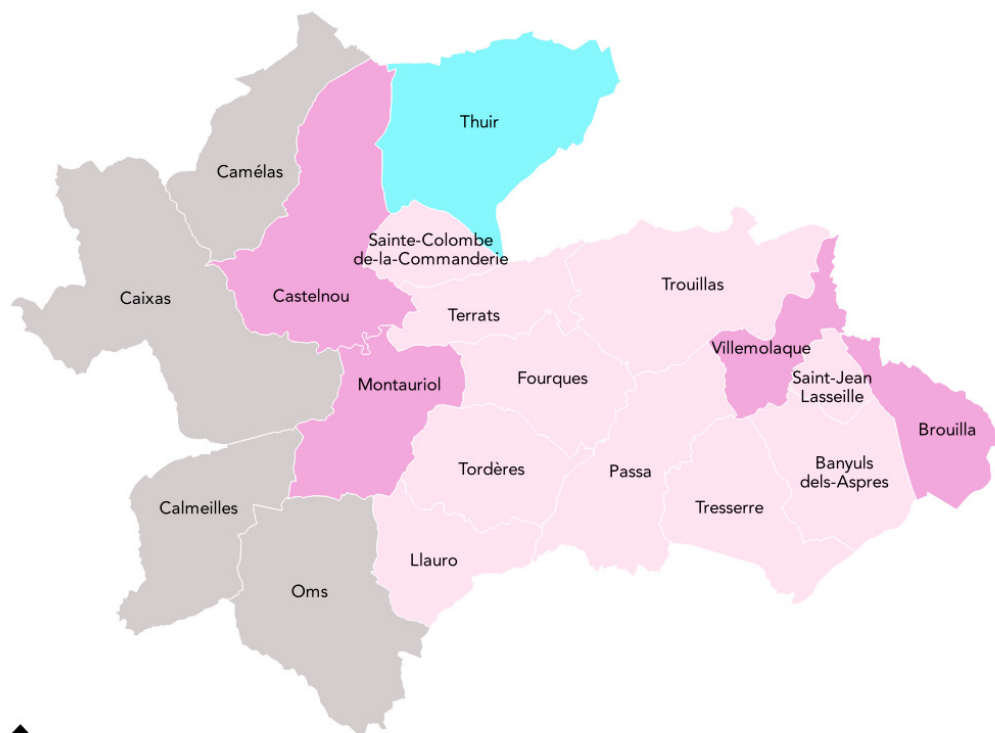 Thuir
Camélas
Sainte-Colombe
de-la-Commanderie
Trouillas
Caixas
Castelnou
Terrats
Villemolaque
Saint-Jean
Lasseille
Montauriol
Fourques
Brouilla
Tordères
Passa
Banyuls
dels-Aspres
Calmeilles
Tresserre
Llauro
Oms